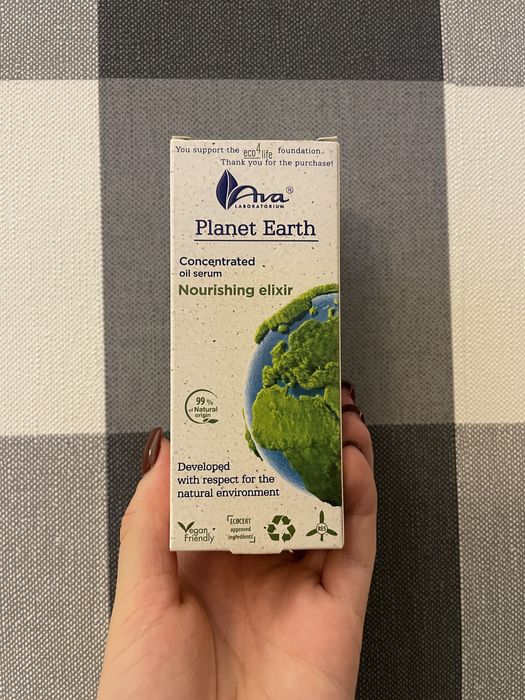 You support the eco4life foundation.
Thank you for the purchase!
Ava®
LABORATORIUM
Planet Earth
Concentrated
oil serum
Nourishing elixir
99 %
of Natural
origin
Developed
with respect for the
natural environment
Vegan
Friendly
ECOCERT
approved
ingredients
RES